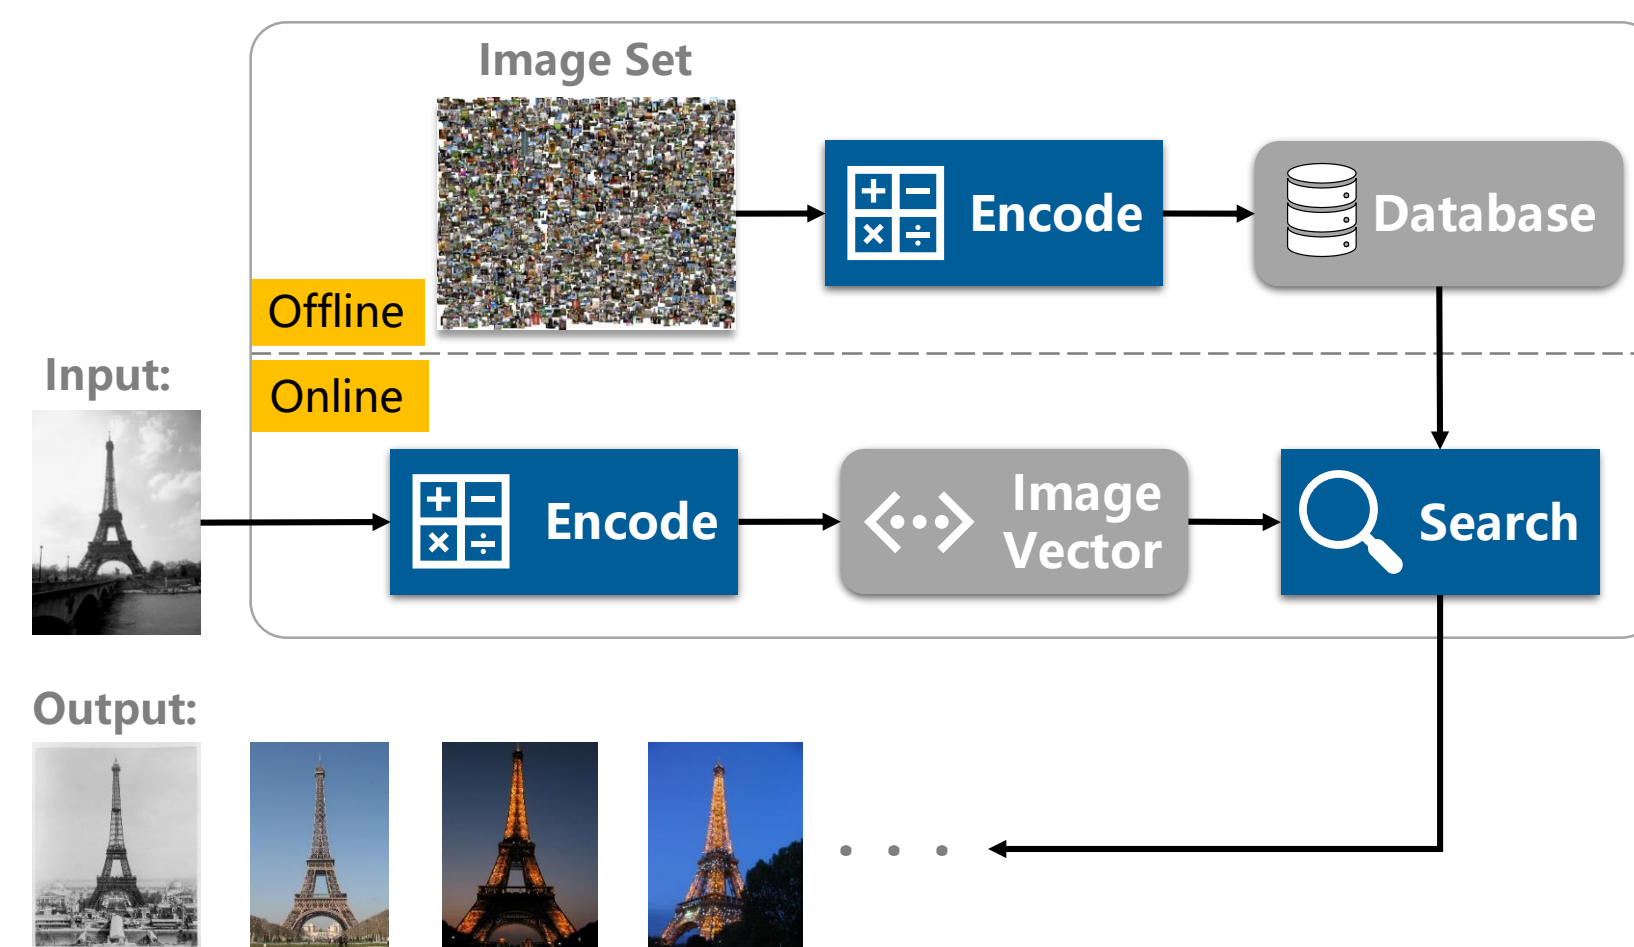 Image Set
Encode
Database
Offline
Input:
Online
Encode
Image
Vector
Search
Output:
. . .